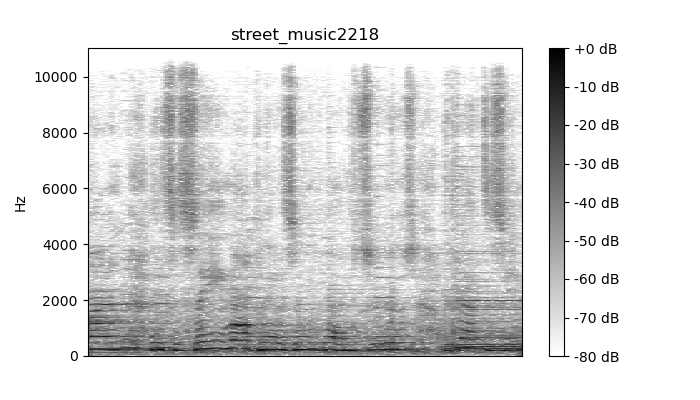 street_music2218
Hz
10000
8000
6000
4000
2000
0
+0 dB
-10 dB
-20 dB
-30 dB
-40 dB
-50 dB
-60 dB
-70 dB
-80 dB